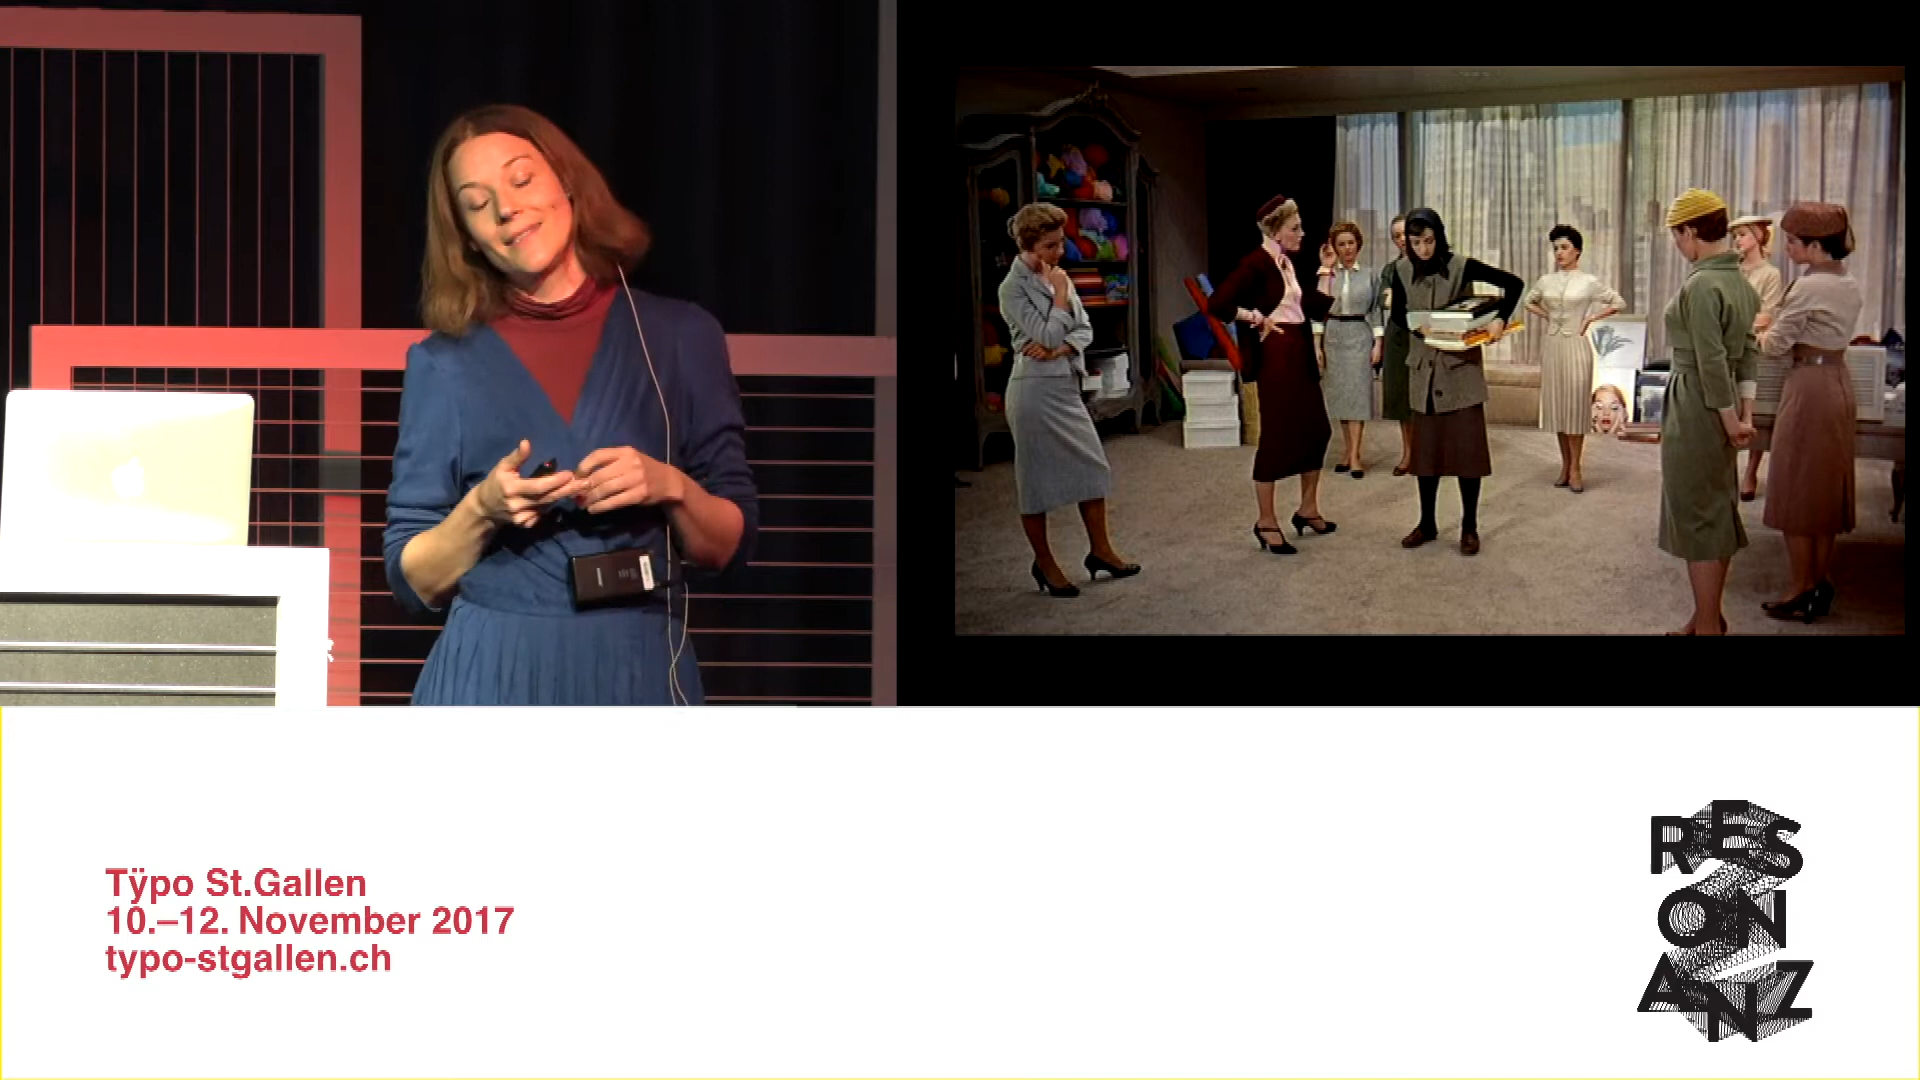 Tÿpo St.Gallen
10.–12. November 2017
typo-stgallen.ch
RES
ON
ANZ